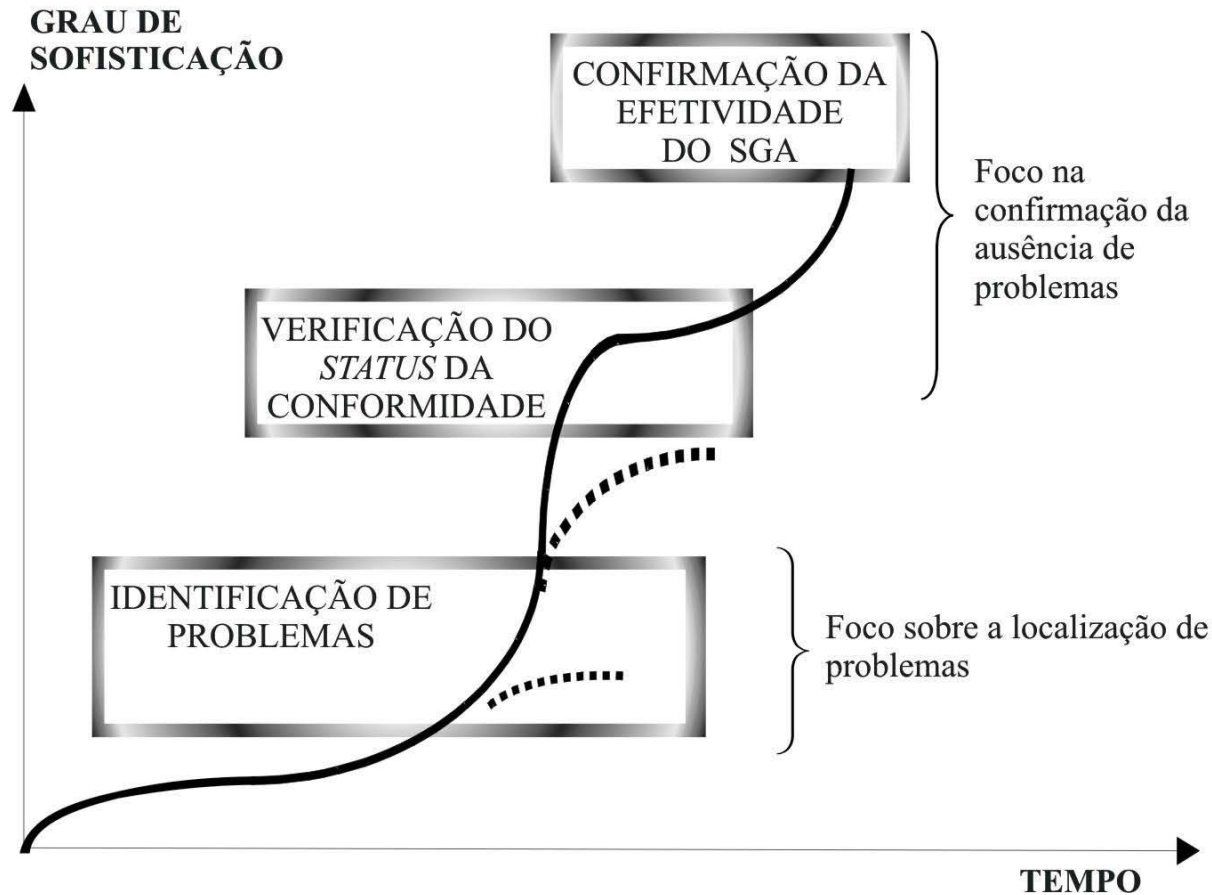 GRAU DE
SOFISTICAÇÃO
CONFIRMAÇÃO DA
EFETIVIDADE
DO SGA
Foco na
confirmação da
ausência de
problemas
VERIFICAÇÃO DO
STATUS DA
CONFORMIDADE
IDENTIFICAÇÃO DE
PROBLEMAS
Foco sobre a localização de
problemas
TEMPO